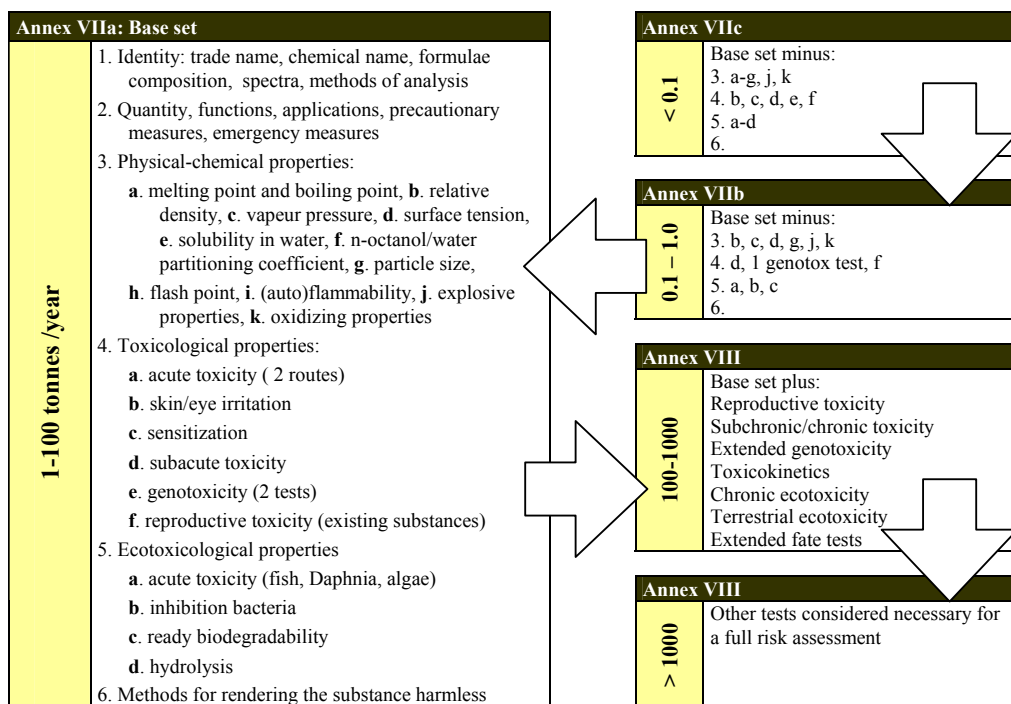 Annex VIIa: Base set
1-100 tonnes /year
1. Identity: trade name, chemical name, formulae
composition, spectra, methods of analysis
2. Quantity, functions, applications, precautionary
measures, emergency measures
3. Physical-chemical properties:
a. melting point and boiling point, b. relative
density, c. vapeur pressure, d. surface tension,
e. solubility in water, f. n-octanol/water
partitioning coefficient, g. particle size,
h. flash point, i. (auto)flammability, j. explosive
properties, k. oxidizing properties
4. Toxicological properties:
a. acute toxicity ( 2 routes)
b. skin/eye irritation
c. sensitization
d. subacute toxicity
e. genotoxicity (2 tests)
f. reproductive toxicity (existing substances)
5. Ecotoxicological properties
a. acute toxicity (fish, Daphnia, algae)
b. inhibition bacteria
c. ready biodegradability
d. hydrolysis
6. Methods for rendering the substance harmless
Annex VIIc
< 0.1
Base set minus:
3. a-g, j, k
4. b, c, d, e, f
5. a-d
6.
Annex VIIb
0.1 – 1.0
Base set minus:
3. b, c, d, g, j, k
4. d, 1 genotox test, f
5. a, b, c
6.
Annex VIII
100-1000
Base set plus:
Reproductive toxicity
Subchronic/chronic toxicity
Extended genotoxicity
Toxicokinetics
Chronic ecotoxicity
Terrestrial ecotoxicity
Extended fate tests
Annex VIII
> 1000
Other tests considered necessary for
a full risk assessment